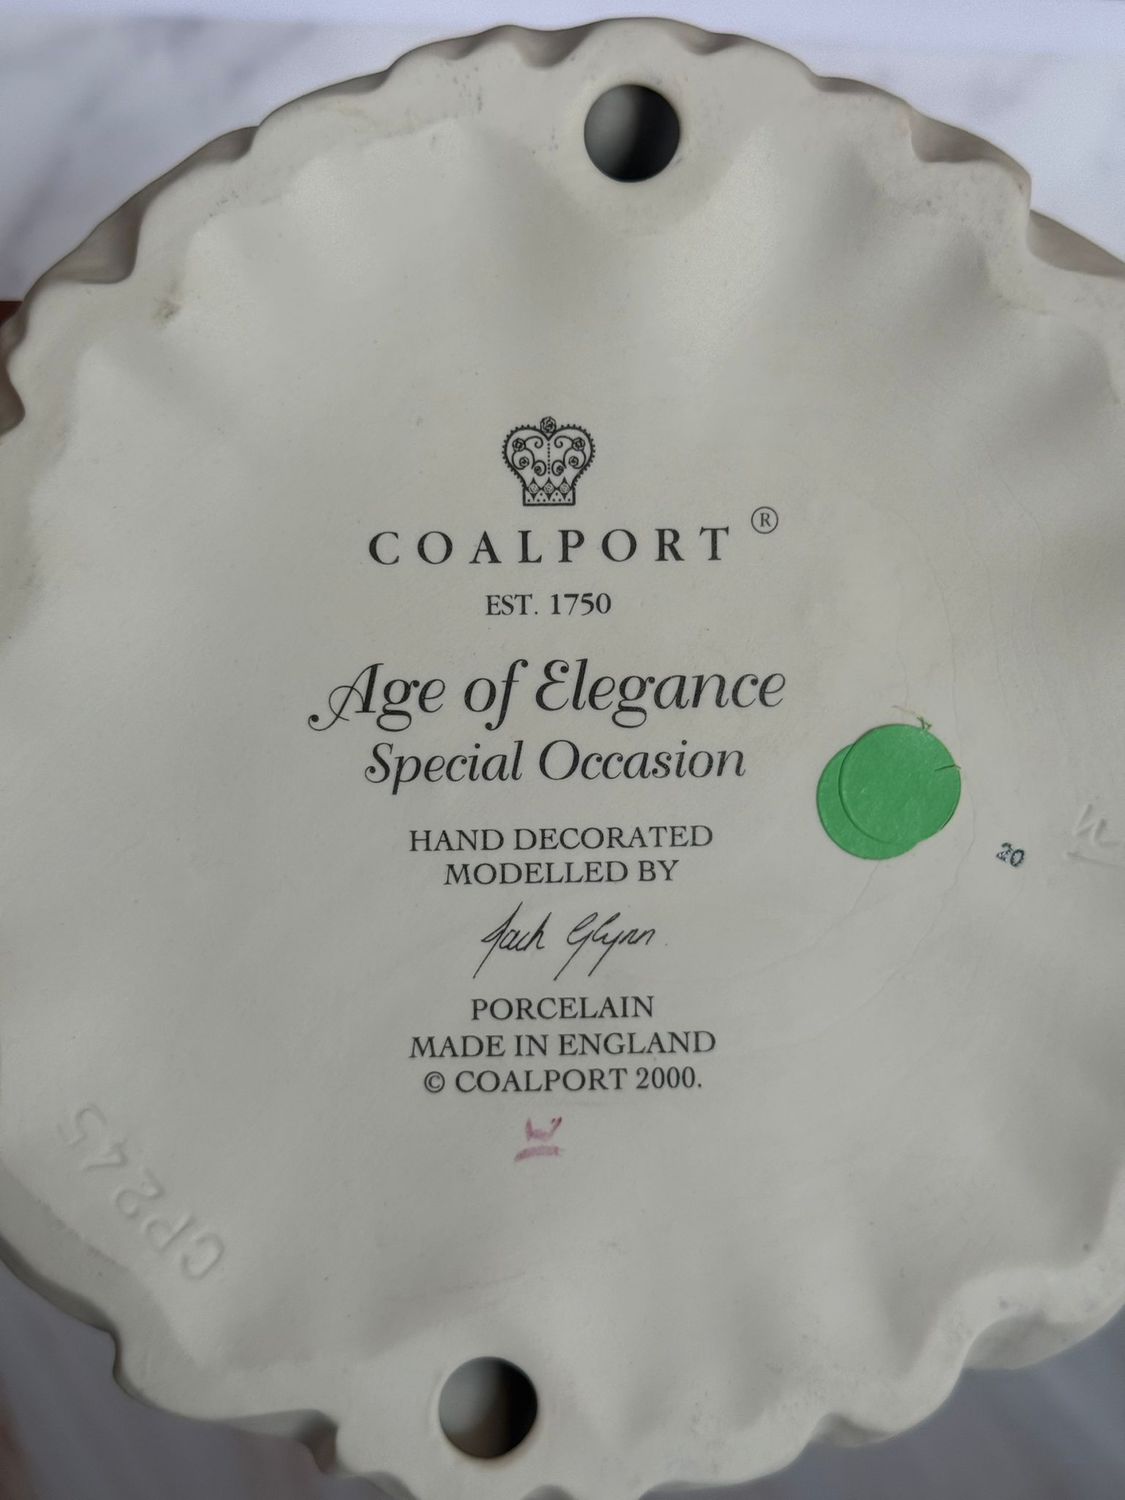 COALPORT ®
EST. 1750
Age of Elegance
Special Occasion
HAND DECORATED
MODELLED BY
Jack Glynn
PORCELAIN
MADE IN ENGLAND
© COALPORT 2000.
20
CP245